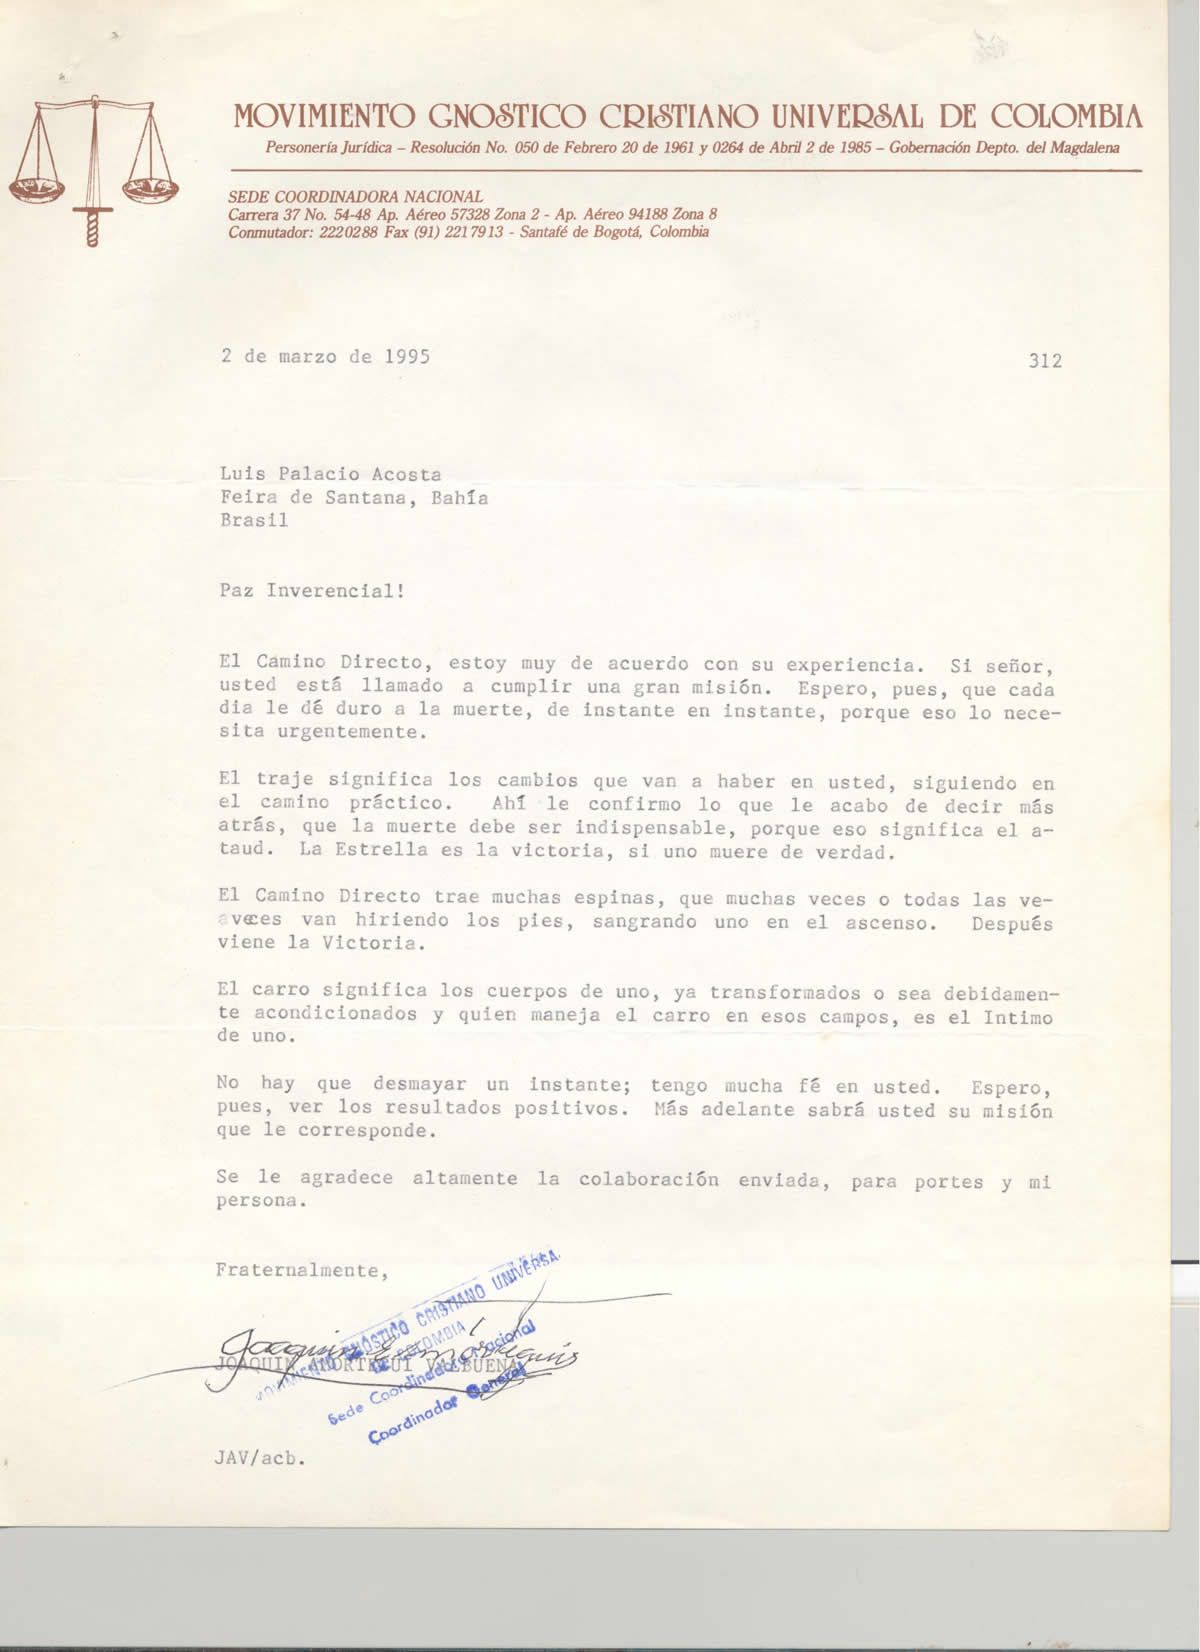 MOVIMIENTO GNOSTICO CRISTIANO UNIVERSAL DE COLOMBIA
Personería Jurídica – Resolución No. 050 de Febrero 20 de 1961 y 0264 de Abril 2 de 1985 – Gobernación Depto. del Magdalena
SEDE COORDINADORA NACIONAL
Carrera 37 No. 54-48 Ap. Aéreo 57328 Zona 2 - Ap. Aéreo 94188 Zona 8
Conmutador: 2220288 Fax (91) 2217913 - Santafé de Bogotá, Colombia
2 de marzo de 1995 312
Luis Palacio Acosta
Feira de Santana, Bahía
Brasil
Paz Inverencial!
El Camino Directo, estoy muy de acuerdo con su experiencia. Si señor,
usted está llamado a cumplir una gran misión. Espero, pues, que cada
dia le dé duro a la muerte, de instante en instante, porque eso lo nece-
sita urgentemente.
El traje significa los cambios que van a haber en usted, siguiendo en
el camino práctico. Ahí le confirmo lo que le acabo de decir más
atrás, que la muerte debe ser indispensable, porque eso significa el a-
taud. La Estrella es la victoria, si uno muere de verdad.
El Camino Directo trae muchas espinas, que muchas veces o todas las ve-
aveces van hiriendo los pies, sangrando uno en el ascenso. Después
viene la Victoria.
El carro significa los cuerpos de uno, ya transformados o sea debidamen-
te acondicionados y quien maneja el carro en esos campos, es el Intimo
de uno.
No hay que desmayar un instante; tengo mucha fé en usted. Espero,
pues, ver los resultados positivos. Más adelante sabrá usted su misión
que le corresponde.
Se le agradece altamente la colaboración enviada, para portes y mi
persona.
Fraternalmente,
MOVIMIENTO GNÓSTICO CRISTIANO UNIVERSA.
DE COLOMBIA
Sede Coordinadora Nacional
Coordinador General
Joaquin E.
JOAQUIN AMORTEGUI VALBUENA
JAV/acb.